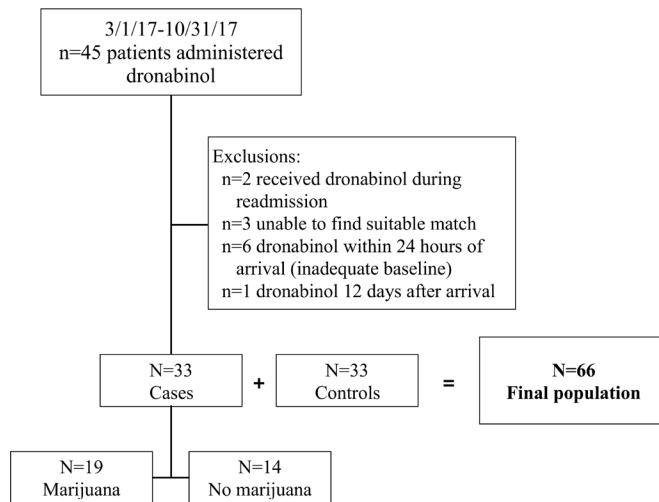 3/1/17-10/31/17
n=45 patients administered
dronabinol
Exclusions:
n=2 received dronabinol during
readmission
n=3 unable to find suitable match
n=6 dronabinol within 24 hours of
arrival (inadequate baseline)
n=1 dronabinol 12 days after arrival
N=33
Cases
+
N=33
Controls
=
N=66
Final population
N=19
Marijuana
N=14
No marijuana